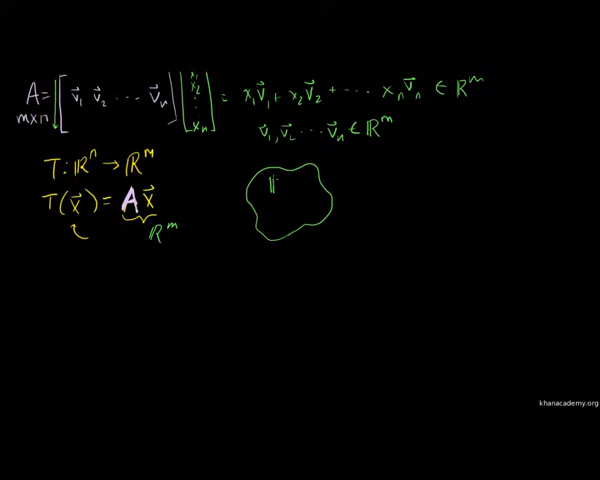 A = [ v⃗₁ v⃗₂ ⋯ v⃗ₙ ] [ x₁ x₂ ⋮ xₙ ] = x₁v⃗₁ + x₂v⃗₂ + ⋯ xₙv⃗ₙ ∈ ℝᵐ
m×n
v⃗₁, v⃗₂ ⋯ v⃗ₙ ∈ ℝᵐ
T: ℝⁿ → ℝᵐ
T(x⃗) = Ax⃗
ℝᵐ
khanacademy.org